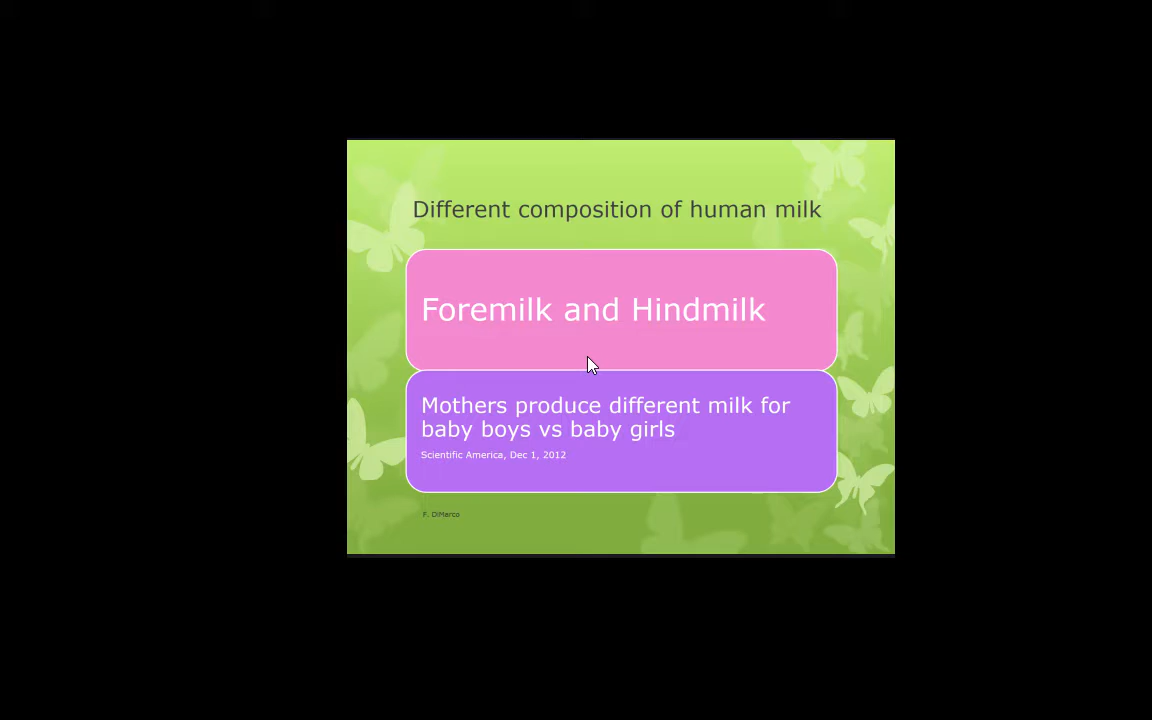 Different composition of human milk
Foremilk and Hindmilk
Mothers produce different milk for
baby boys vs baby girls
Scientific America, Dec 1, 2012
F. DiMarco